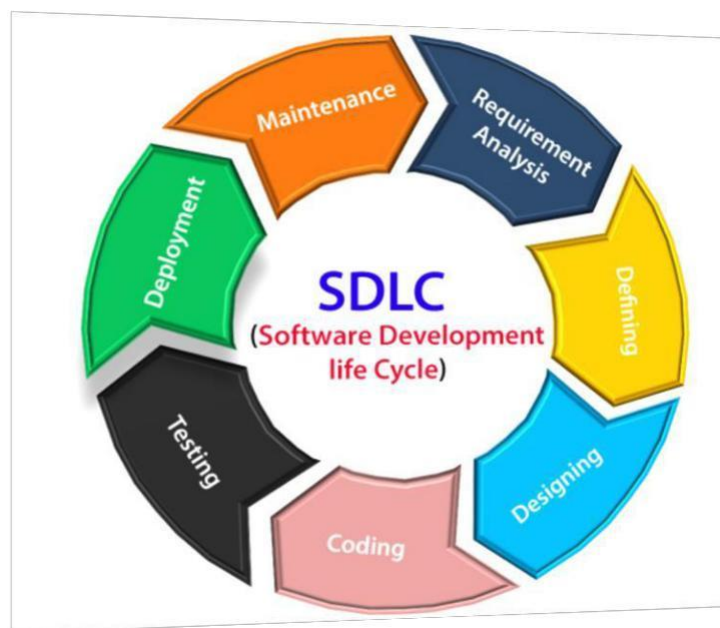 SDLC
(Software Development
life Cycle)
Requirement
Analysis
Defining
Designing
Coding
Testing
Deployment
Maintenance